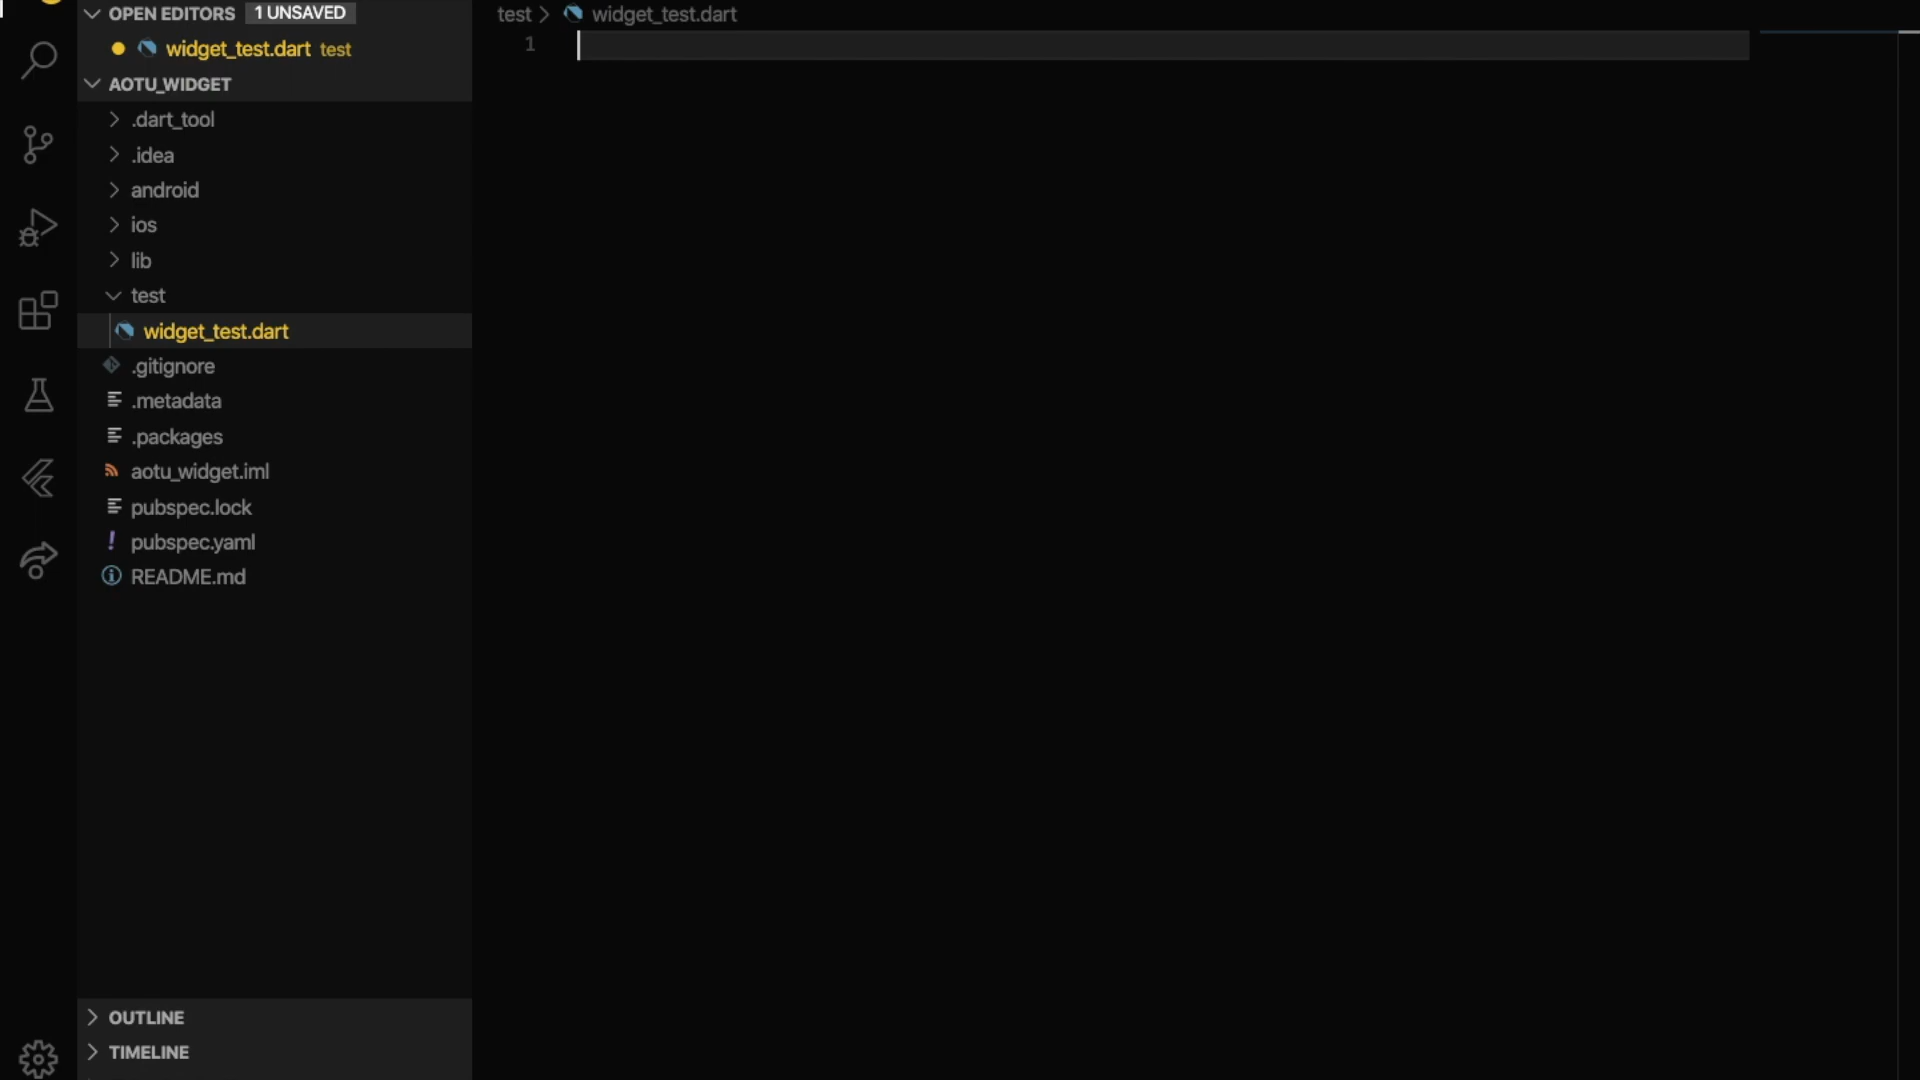 OPEN EDITORS 1 UNSAVED
widget_test.dart test
AOTU_WIDGET
.dart_tool
.idea
android
ios
lib
test
widget_test.dart
.gitignore
.metadata
.packages
aotu_widget.iml
pubspec.lock
pubspec.yaml
README.md
OUTLINE
TIMELINE
test > widget_test.dart
1